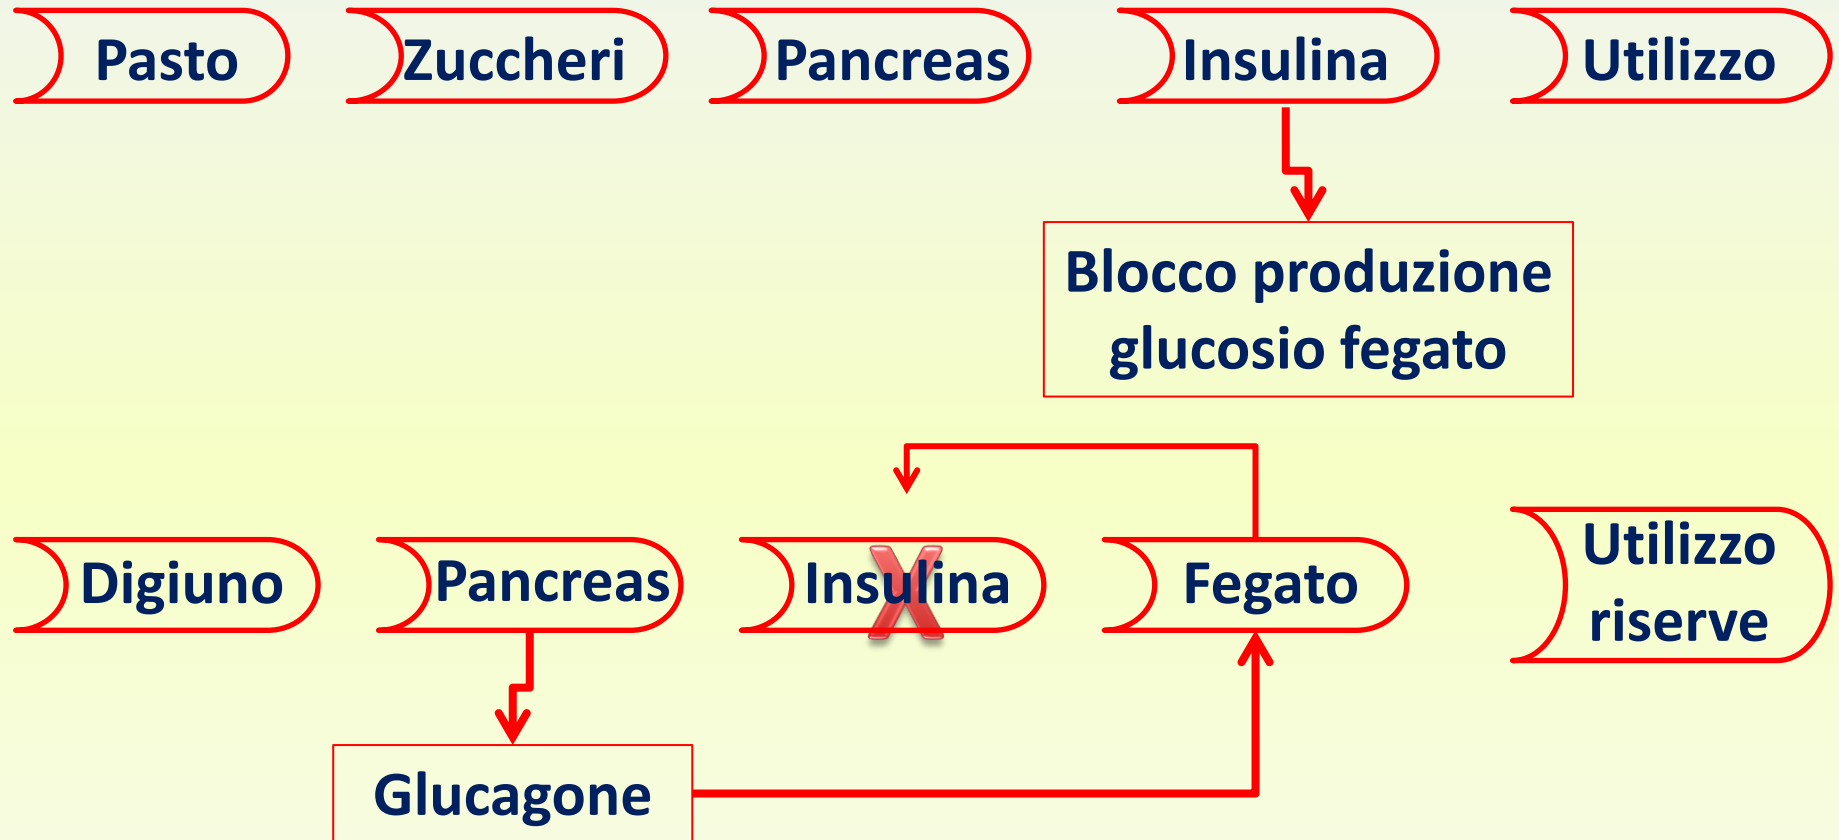 Pasto
Zuccheri
Pancreas
Insulina
Utilizzo
Blocco produzione
glucosio fegato
Digiuno
Pancreas
Insulina
X
Fegato
Utilizzo
riserve
Glucagone